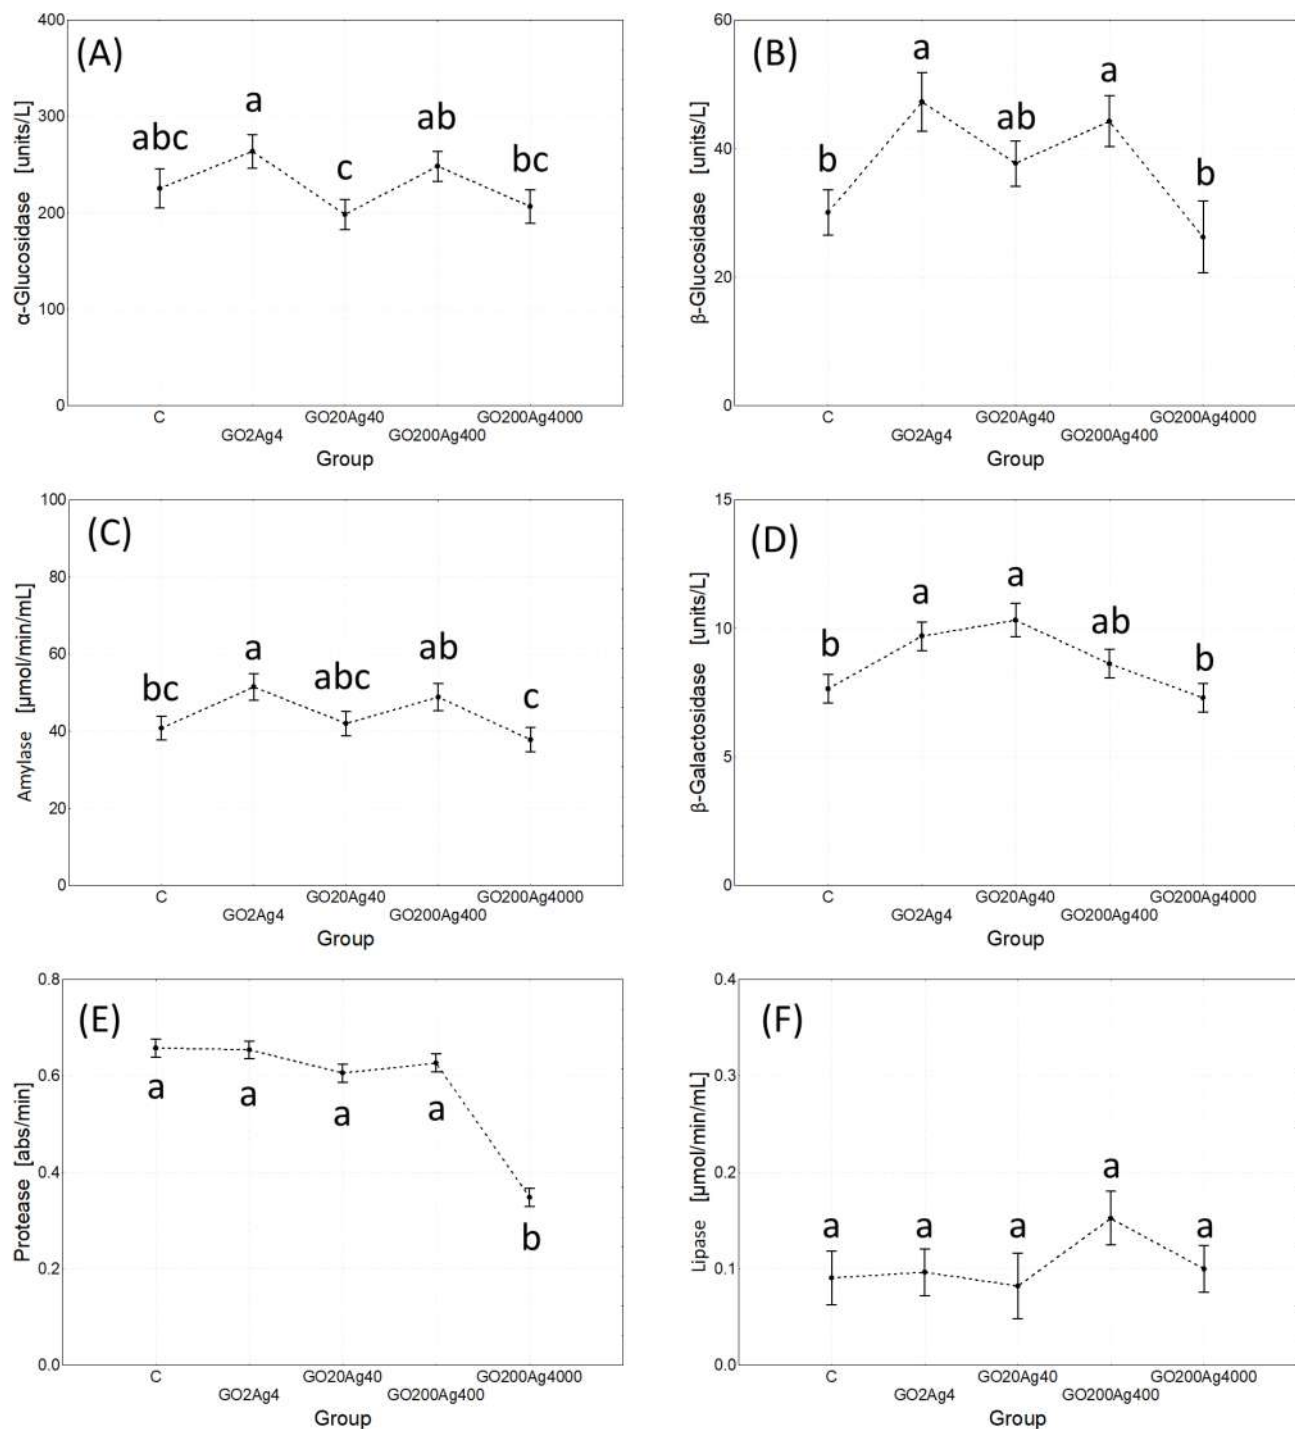 (A)
α-Glucosidase [units/L]
400
300
200
100
0
abc
a
c
ab
bc
C
GO2Ag4
GO20Ag40
GO200Ag400
GO200Ag4000
Group
(B)
β-Glucosidase [units/L]
60
40
20
0
b
a
ab
a
b
C
GO2Ag4
GO20Ag40
GO200Ag400
GO200Ag4000
Group
(C)
Amylase [µmol/min/mL]
100
80
60
40
20
0
bc
a
abc
ab
c
C
GO2Ag4
GO20Ag40
GO200Ag400
GO200Ag4000
Group
(D)
β-Galactosidase [units/L]
15
10
5
0
b
a
a
ab
b
C
GO2Ag4
GO20Ag40
GO200Ag400
GO200Ag4000
Group
(E)
Protease [abs/min]
0.8
0.6
0.4
0.2
0.0
a
a
a
a
b
C
GO2Ag4
GO20Ag40
GO200Ag400
GO200Ag4000
Group
(F)
Lipase [µmol/min/mL]
0.4
0.3
0.2
0.1
0.0
a
a
a
a
a
C
GO2Ag4
GO20Ag40
GO200Ag400
GO200Ag4000
Group